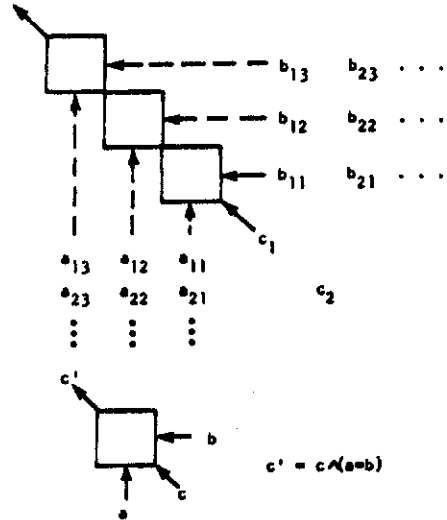 b13 b23 . . .
b12 b22 . . .
b11 b21 . . .
c1
a13 a12 a11
a23 a22 a21 c2
c'
b
c' = c∧(a=b)
c
a